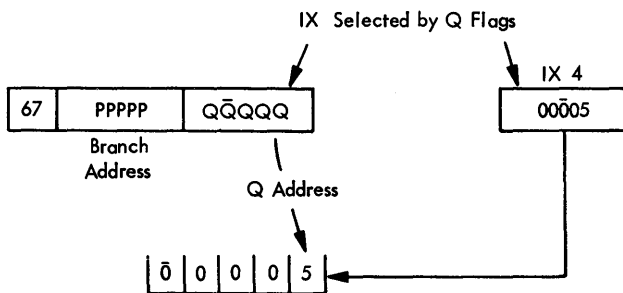 IX Selected by Q Flags
IX 4
67 PPPPP QQ̄QQQ 000̄05
Branch
Address
Q Address
0̄ 0 0 0 5